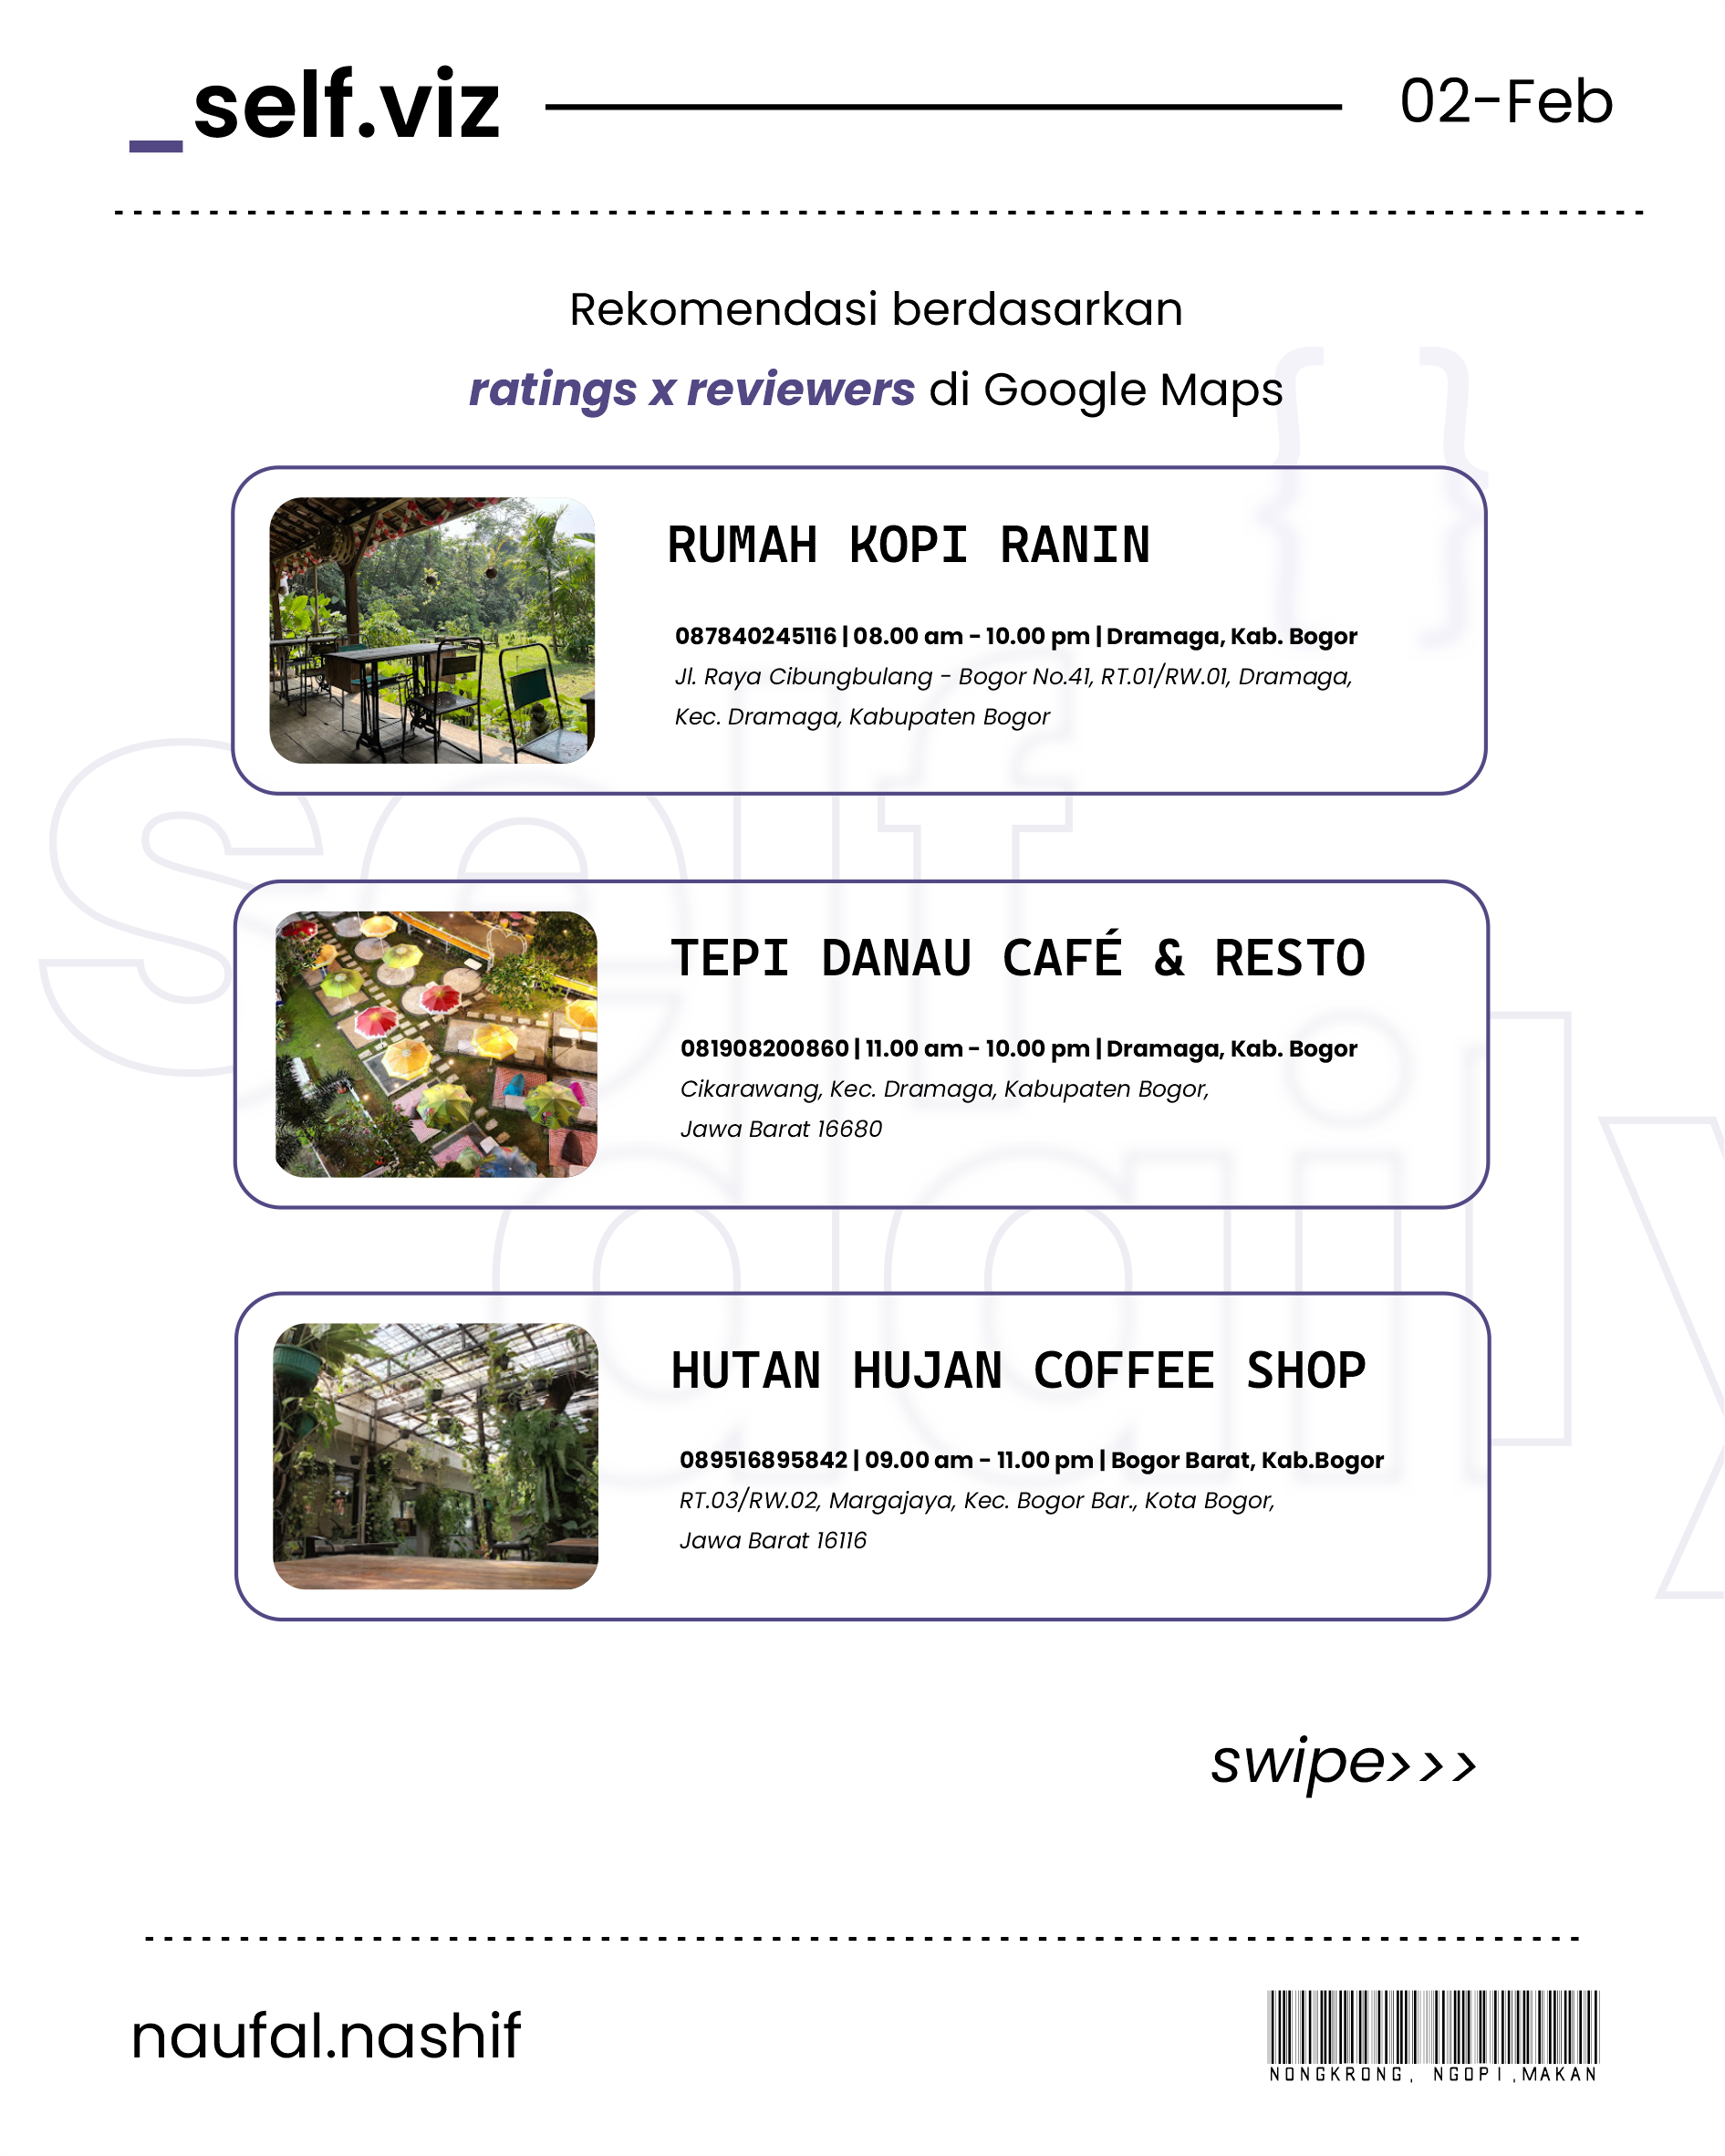 _self.viz
02-Feb
Rekomendasi berdasarkan
ratings x reviewers di Google Maps
RUMAH KOPI RANIN
087840245116 | 08.00 am - 10.00 pm | Dramaga, Kab. Bogor
Jl. Raya Cibungbulang - Bogor No.41, RT.01/RW.01, Dramaga,
Kec. Dramaga, Kabupaten Bogor
TEPI DANAU CAFÉ & RESTO
081908200860 | 11.00 am - 10.00 pm | Dramaga, Kab. Bogor
Cikarawang, Kec. Dramaga, Kabupaten Bogor,
Jawa Barat 16680
HUTAN HUJAN COFFEE SHOP
089516895842 | 09.00 am - 11.00 pm | Bogor Barat, Kab.Bogor
RT.03/RW.02, Margajaya, Kec. Bogor Bar., Kota Bogor,
Jawa Barat 16116
self
daily
{ }
swipe>>>
naufal.nashif
NONGKRONG, NGOPI,MAKAN